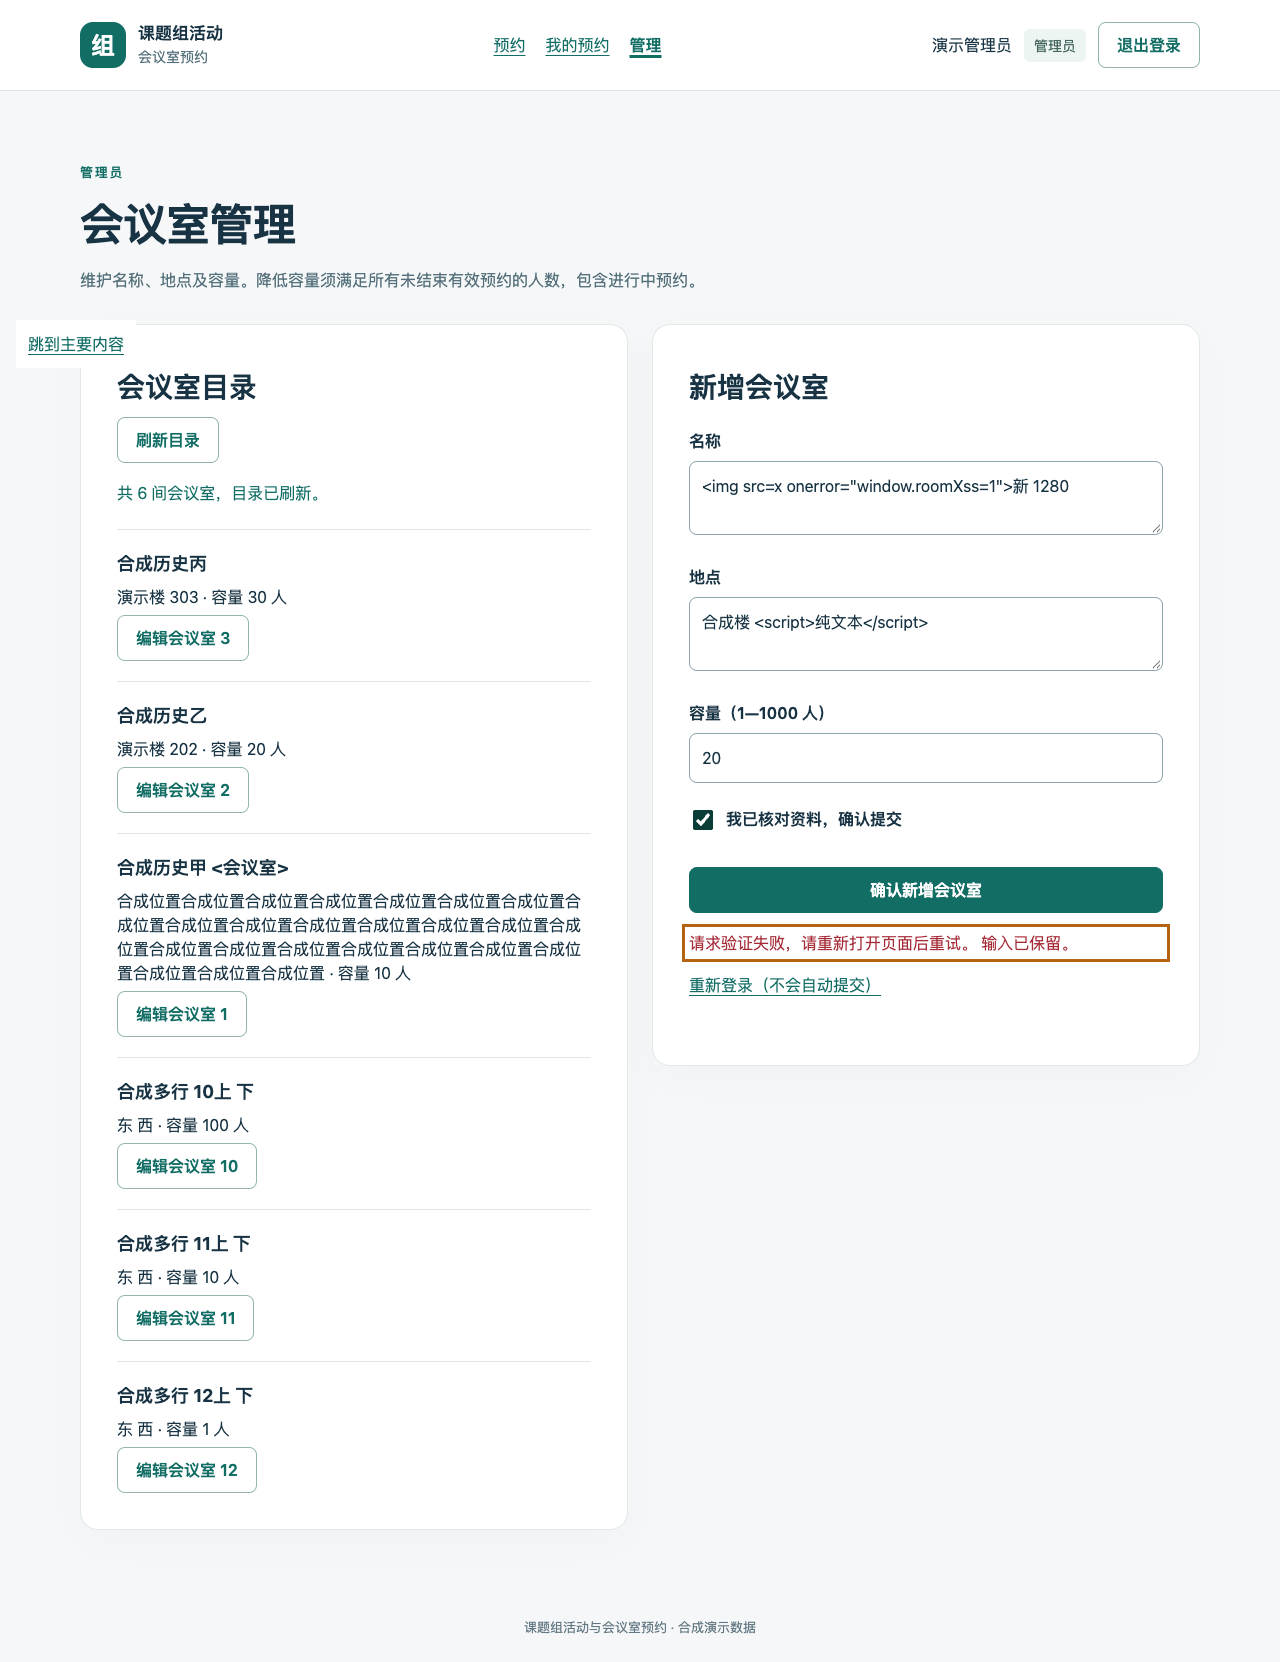 组
课题组活动
会议室预约
预约 我的预约 管理
演示管理员 管理员 退出登录
管理员
会议室管理
维护名称、地点及容量。降低容量须满足所有未结束有效预约的人数，包含进行中预约。
跳到主要内容
会议室目录
刷新目录
共 6 间会议室，目录已刷新。
合成历史丙
演示楼 303 · 容量 30 人
编辑会议室 3
合成历史乙
演示楼 202 · 容量 20 人
编辑会议室 2
合成历史甲 <会议室>
合成位置合成位置合成位置合成位置合成位置合成位置合成位置合
成位置合成位置合成位置合成位置合成位置合成位置合成位置合成
位置合成位置合成位置合成位置合成位置合成位置合成位置合成位
置合成位置合成位置合成位置 · 容量 10 人
编辑会议室 1
合成多行 10上 下
东 西 · 容量 100 人
编辑会议室 10
合成多行 11上 下
东 西 · 容量 10 人
编辑会议室 11
合成多行 12上 下
东 西 · 容量 1 人
编辑会议室 12
新增会议室
名称
<img src=x onerror="window.roomXss=1">新 1280
地点
合成楼 <script>纯文本</script>
容量（1—1000 人）
20
我已核对资料，确认提交
确认新增会议室
请求验证失败，请重新打开页面后重试。 输入已保留。
重新登录（不会自动提交）
课题组活动与会议室预约 · 合成演示数据